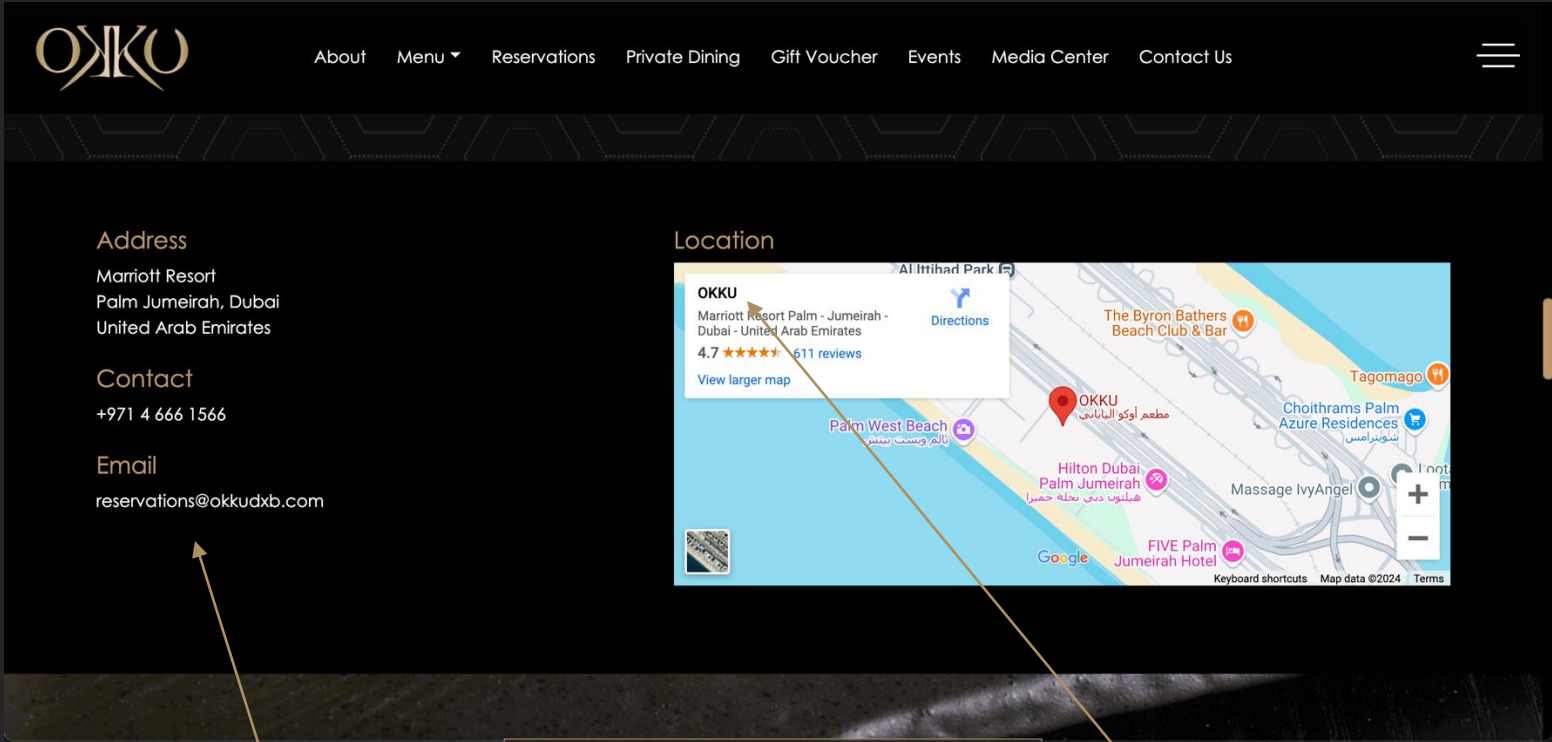 OKKU
About
Menu
Reservations
Private Dining
Gift Voucher
Events
Media Center
Contact Us
Address
Marriott Resort
Palm Jumeirah, Dubai
United Arab Emirates
Contact
+971 4 666 1566
Email
reservations@okkudxb.com
Location
OKKU
Marriott Resort Palm - Jumeirah -
Dubai - United Arab Emirates
4.7
611 reviews
View larger map
Directions
Al Ittihad Park
The Byron Bathers
Beach Club & Bar
Tagomago
OKKU
مطعم أوكو الياباني
Choithrams Palm
Azure Residences
شويترامس
Palm West Beach
بالم ويست بيتش
Hilton Dubai
Palm Jumeirah
هيلتون دبي نخلة جميرا
Massage IvyAngel
FIVE Palm
Jumeirah Hotel
Google
Keyboard shortcuts
Map data ©2024
Terms